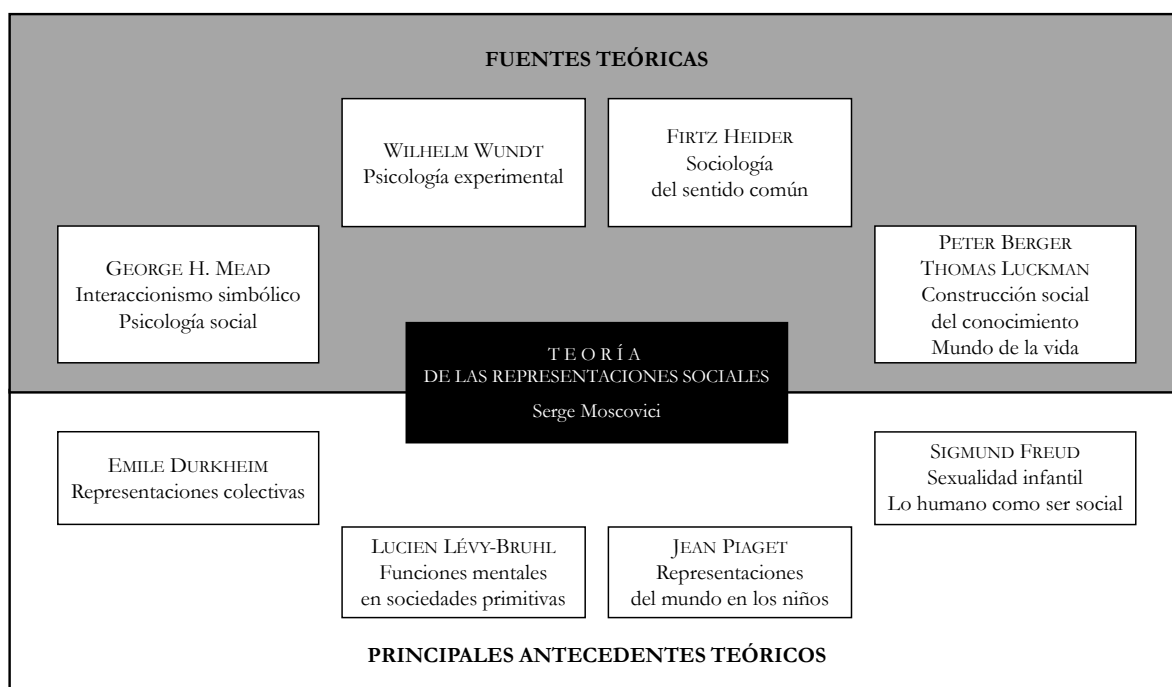 FUENTES TEÓRICAS
WILHELM WUNDT
Psicología experimental
FIRTZ HEIDER
Sociología
del sentido común
GEORGE H. MEAD
Interaccionismo simbólico
Psicología social
PETER BERGER
THOMAS LUCKMAN
Construcción social
del conocimiento
Mundo de la vida
TEORÍA
DE LAS REPRESENTACIONES SOCIALES
Serge Moscovici
EMILE DURKHEIM
Representaciones colectivas
SIGMUND FREUD
Sexualidad infantil
Lo humano como ser social
LUCIEN LÉVY-BRUHL
Funciones mentales
en sociedades primitivas
JEAN PIAGET
Representaciones
del mundo en los niños
PRINCIPALES ANTECEDENTES TEÓRICOS